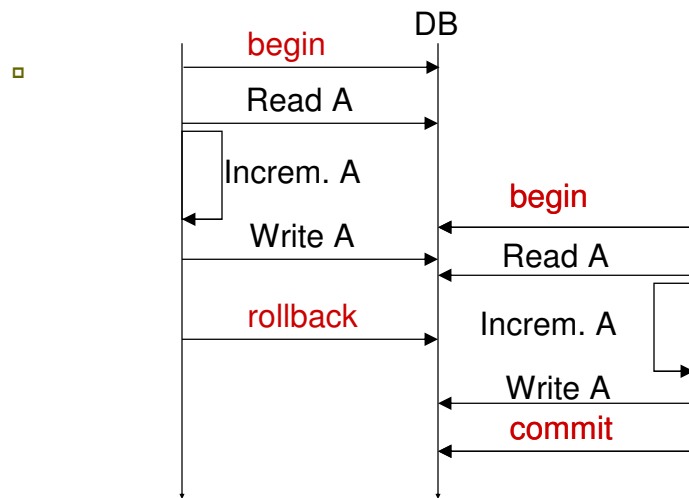 DB
begin
Read A
Increm. A
begin
Write A
Read A
rollback
Increm. A
Write A
commit